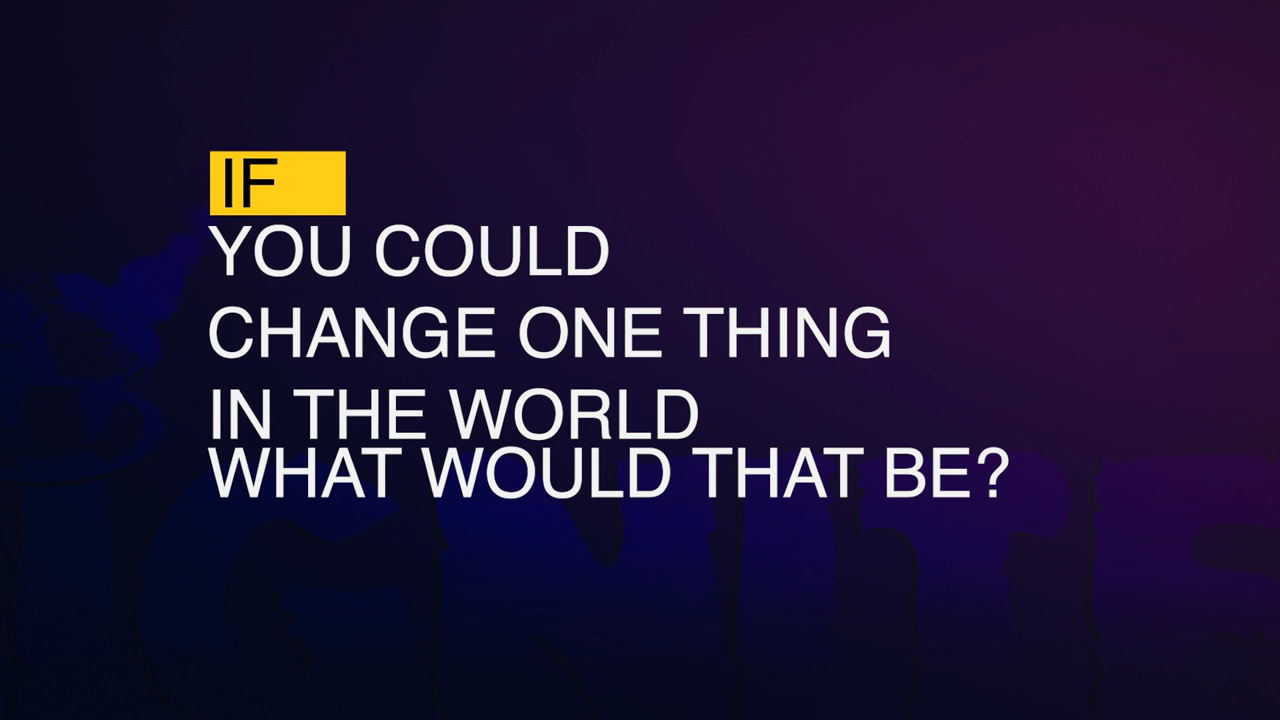 IF
YOU COULD
CHANGE ONE THING
IN THE WORLD
WHAT WOULD THAT BE?